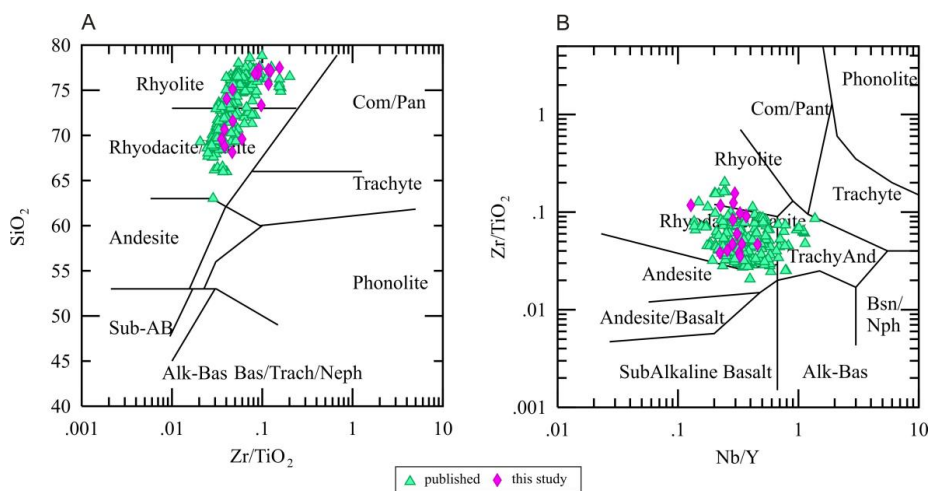 A
80
75
70
65
60
55
50
45
40
SiO2
Rhyolite
Com/Pan
Trachyte
Andesite
Phonolite
Sub-AB
Alk-Bas Bas/Trach/Neph
.001 .01 .1 1 10
Zr/TiO2
B
1
.1
.01
.001
Zr/TiO2
Phonolite
Com/Pant
Rhyolite
Trachyte
TrachyAnd
Andesite
Andesite/Basalt
Bsn/
Nph
SubAlkaline Basalt
Alk-Bas
.01 .1 1 10
Nb/Y
published this study